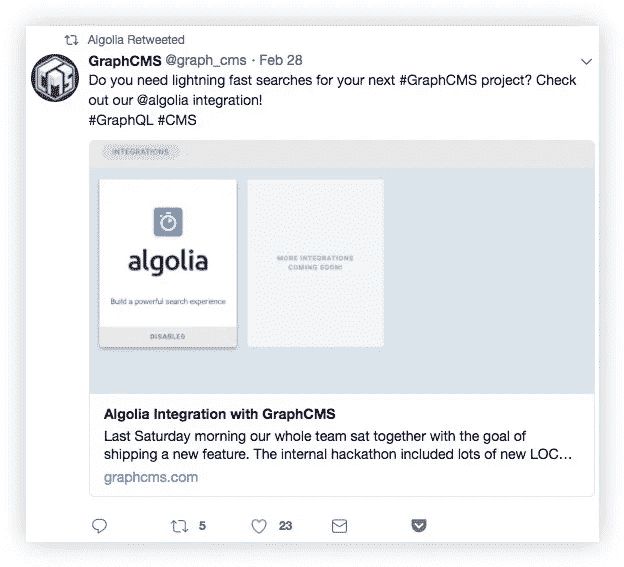 Algolia Retweeted
GraphCMS @graph_cms · Feb 28
Do you need lightning fast searches for your next #GraphCMS project? Check
out our @algolia integration!
#GraphQL #CMS
INTEGRATIONS
algolia
MORE INTEGRATIONS
COMING SOON!
Build a powerful search experience
DISABLED
Algolia Integration with GraphCMS
Last Saturday morning our whole team sat together with the goal of
shipping a new feature. The internal hackathon included lots of new LOC...
graphcms.com
5 23